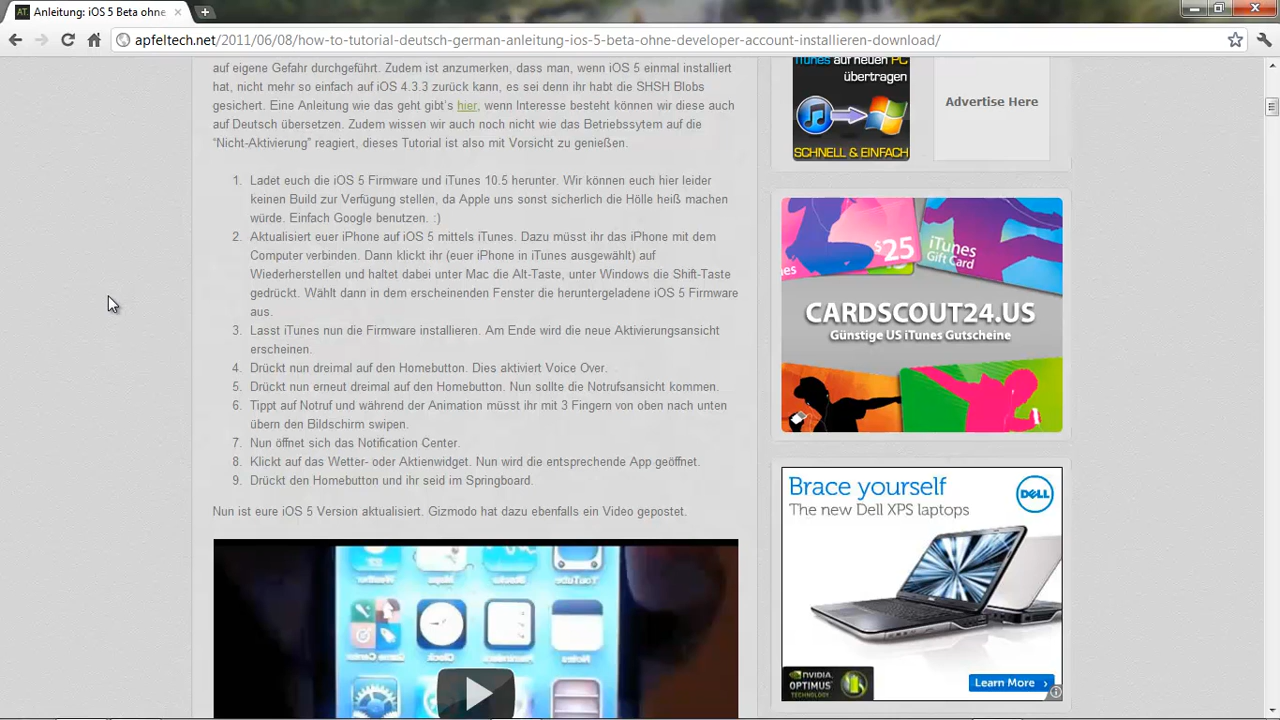 Anleitung: iOS 5 Beta ohne
apfeltech.net/2011/06/08/how-to-tutorial-deutsch-german-anleitung-ios-5-beta-ohne-developer-account-installieren-download/
auf eigene Gefahr durchgeführt. Zudem ist anzumerken, dass man, wenn iOS 5 einmal installiert
hat, nicht mehr so einfach auf iOS 4.3.3 zurück kann, es sei denn ihr habt die SHSH Blobs
gesichert. Eine Anleitung wie das geht gibt's hier, wenn Interesse besteht können wir diese auch
auf Deutsch übersetzen. Zudem wissen wir auch noch nicht wie das Betriebssytem auf die
"Nicht-Aktivierung" reagiert, dieses Tutorial ist also mit Vorsicht zu genießen.
1. Ladet euch die iOS 5 Firmware und iTunes 10.5 herunter. Wir können euch hier leider
keinen Build zur Verfügung stellen, da Apple uns sonst sicherlich die Hölle heiß machen
würde. Einfach Google benutzen. :)
2. Aktualisiert euer iPhone auf iOS 5 mittels iTunes. Dazu müsst ihr das iPhone mit dem
Computer verbinden. Dann klickt ihr (euer iPhone in iTunes ausgewählt) auf
Wiederherstellen und haltet dabei unter Mac die Alt-Taste, unter Windows die Shift-Taste
gedrückt. Wählt dann in dem erscheinenden Fenster die heruntergeladene iOS 5 Firmware
aus.
3. Lasst iTunes nun die Firmware installieren. Am Ende wird die neue Aktivierungsansicht
erscheinen.
4. Drückt nun dreimal auf den Homebutton. Dies aktiviert Voice Over.
5. Drückt nun erneut dreimal auf den Homebutton. Nun sollte die Notrufsansicht kommen.
6. Tippt auf Notruf und während der Animation müsst ihr mit 3 Fingern von oben nach unten
übern den Bildschirm swipen.
7. Nun öffnet sich das Notification Center.
8. Klickt auf das Wetter- oder Aktienwidget. Nun wird die entsprechende App geöffnet.
9. Drückt den Homebutton und ihr seid im Springboard.
Nun ist eure iOS 5 Version aktualisiert. Gizmodo hat dazu ebenfalls ein Video gepostet.
iTunes auf neuen PC
übertragen
SCHNELL & EINFACH
Advertise Here
$25
iTunes
Gift Card
CARDSCOUT24.US
Günstige US iTunes Gutscheine
Brace yourself
The new Dell XPS laptops
DELL
NVIDIA
OPTIMUS
TECHNOLOGY
Learn More